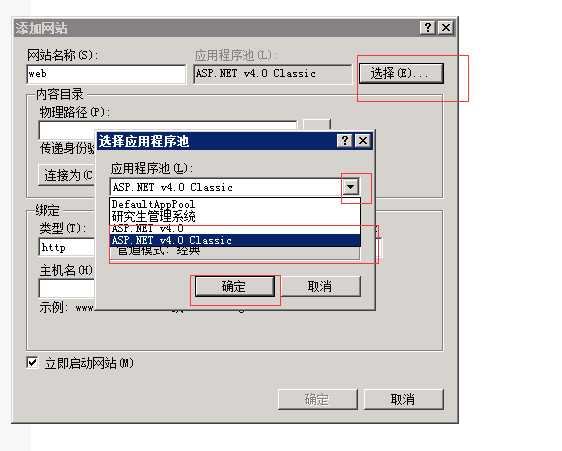 添加网站
网站名称(S):
应用程序池(L):
web
ASP.NET v4.0 Classic
选择(E)...
内容目录
物理路径(P):
传递身份验
连接为(C
选择应用程序池
应用程序池(L):
ASP.NET v4.0 Classic
DefaultAppPool
研究生管理系统
ASP.NET v4.0
ASP.NET v4.0 Classic
管道模式: 经典
确定
取消
绑定
类型(T):
http
主机名(H)
示例: www
立即启动网站(M)
确定
取消